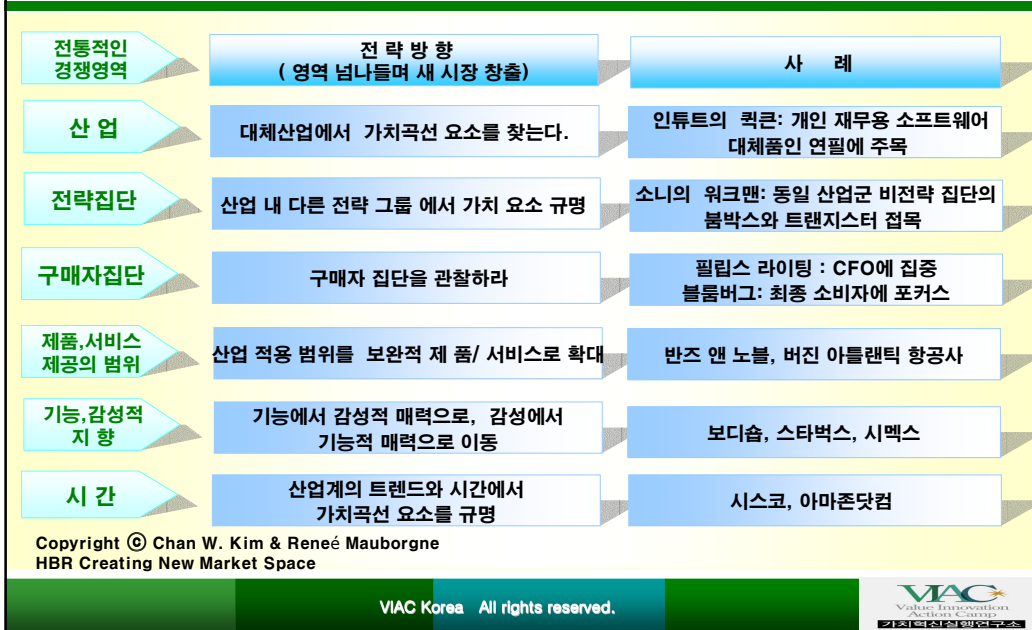 전통적인
경쟁영역
전 략 방 향
( 영역 넘나들며 새 시장 창출)
사 례
산 업
대체산업에서 가치곡선 요소를 찾는다.
인튜트의 퀵큰: 개인 재무용 소프트웨어
대체품인 연필에 주목
전략집단
산업 내 다른 전략 그룹 에서 가치 요소 규명
소니의 워크맨: 동일 산업군 비전략 집단의
붐박스와 트랜지스터 접목
구매자집단
구매자 집단을 관찰하라
필립스 라이팅 : CFO에 집중
블룸버그: 최종 소비자에 포커스
제품,서비스
제공의 범위
산업 적용 범위를 보완적 제 품/ 서비스로 확대
반즈 앤 노블, 버진 아틀랜틱 항공사
기능,감성적
지 향
기능에서 감성적 매력으로, 감성에서
기능적 매력으로 이동
보디숍, 스타벅스, 시멕스
시 간
산업계의 트렌드와 시간에서
가치곡선 요소를 규명
시스코, 아마존닷컴
Copyright ⓒ Chan W. Kim & Reneé Mauborgne
HBR Creating New Market Space
VIAC Korea All rights reserved.
VIAC
Value Innovation
Action Camp
가치혁신실행연구소